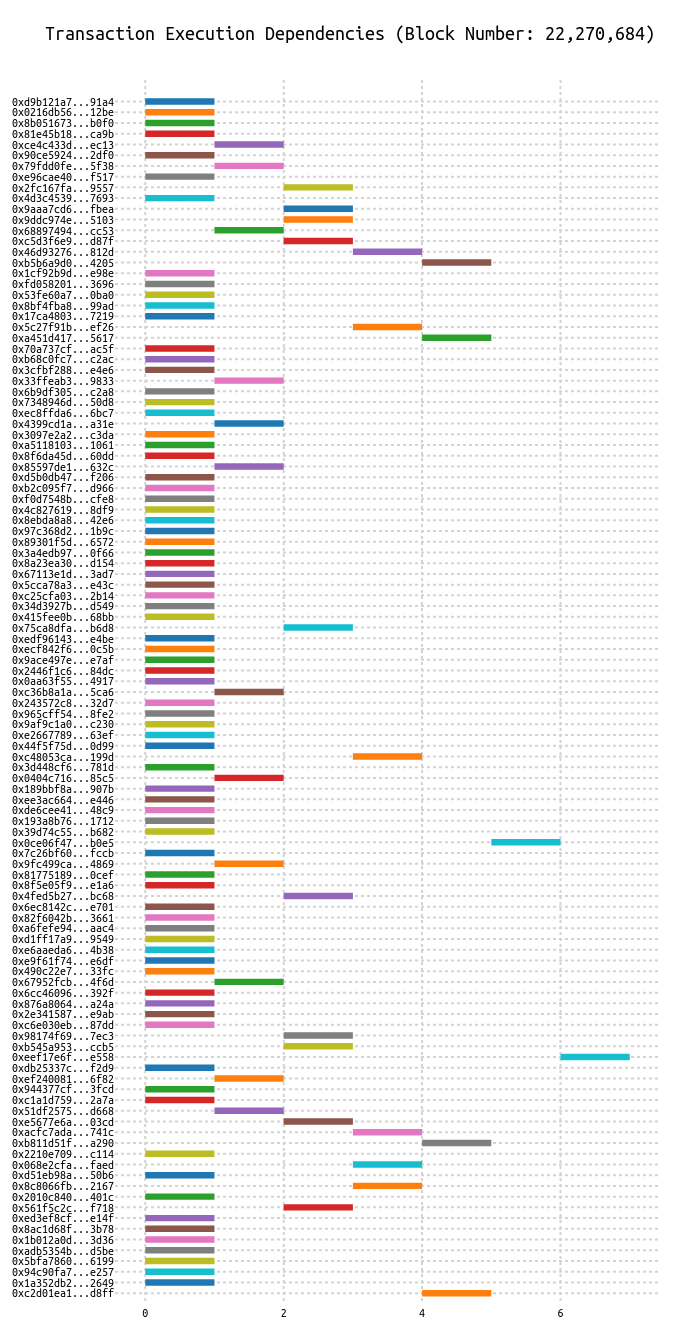 Transaction Execution Dependencies (Block Number: 22,270,684)
0xd9b121a7...91a4
0x0216db56...12be
0x8b051673...b0f0
0x81e45b18...ca9b
0xce4c433d...ec13
0x90ce5924...2df0
0x79fdd0fe...5f38
0xe96cae40...f517
0x2fc167fa...9557
0x4d3c4539...7693
0x9aaa7cd6...fbea
0x9ddc974e...5103
0x68897494...cc53
0xc5d3f6e9...d87f
0x46d93276...812d
0xb5b6a9d0...4205
0x1cf92b9d...e98e
0xfd058201...3696
0x53fe60a7...0ba0
0x8bf4fba8...99ad
0x17ca4803...7219
0x5c27f91b...ef26
0xa451d417...5617
0x70a737cf...ac5f
0xb68c0fc7...c2ac
0x3cfbf288...e4e6
0x33ffeab3...9833
0x6b9df305...c2a8
0x7348946d...50d8
0xec8ffda6...6bc7
0x4399cd1a...a31e
0x3097e2a2...c3da
0xa5118103...1061
0x8f6da45d...60dd
0x85597de1...632c
0xd5b0db47...f206
0xb2c095f7...d966
0xf0d7548b...cfe8
0x4c827619...8df9
0x8ebda8a8...42e6
0x97c368d2...1b9c
0x89301f5d...6572
0x3a4edb97...0f66
0x8a23ea30...d154
0x67113e1d...3ad7
0x5cca78a3...e43c
0xc25cfa03...2b14
0x34d3927b...d549
0x415fee0b...68bb
0x75ca8dfa...b6d8
0xedf96143...e4be
0xecf842f6...0c5b
0x9ace497e...e7af
0x2446f1c6...84dc
0x0aa63f55...4917
0xc36b8a1a...5ca6
0x243572c8...32d7
0x965cff54...8fe2
0x9af9c1a0...c230
0xe2667789...63ef
0x44f5f75d...0d99
0xc48053ca...199d
0x3d448cf6...781d
0x0404c716...85c5
0x189bbf8a...907b
0xee3ac664...e446
0xde6cee41...48c9
0x193a8b76...1712
0x39d74c55...b682
0x0ce06f47...b0e5
0x7c26bf60...fccb
0x9fc499ca...4869
0x81775189...0cef
0x8f5e05f9...e1a6
0x4fed5b27...bc68
0x6ec8142c...e701
0x82f6042b...3661
0xa6fefe94...aac4
0xd1ff17a9...9549
0xe6aaeda6...4b38
0xe9f61f74...e6df
0x490c22e7...33fc
0x67952fcb...4f6d
0x6cc46096...392f
0x876a8064...a24a
0x2e341587...e9ab
0xc6e030eb...87dd
0x98174f69...7ec3
0xb545a953...ccb5
0xeef17e6f...e558
0xdb25337c...f2d9
0xef240081...6f82
0x944377cf...3fcd
0xc1a1d759...2a7a
0x51df2575...d668
0xe5677e6a...03cd
0xacfc7ada...741c
0xb811d51f...a290
0x2210e709...c114
0x068e2cfa...faed
0xd51eb98a...50b6
0x8c8066fb...2167
0x2010c840...401c
0x561f5c2c...f718
0xed3ef8cf...e14f
0x8ac1d68f...3b78
0x1b012a0d...3d36
0xadb5354b...d5be
0x5bfa7860...6199
0x94c90fa7...e257
0x1a352db2...2649
0xc2d01ea1...d8ff
0 2 4 6